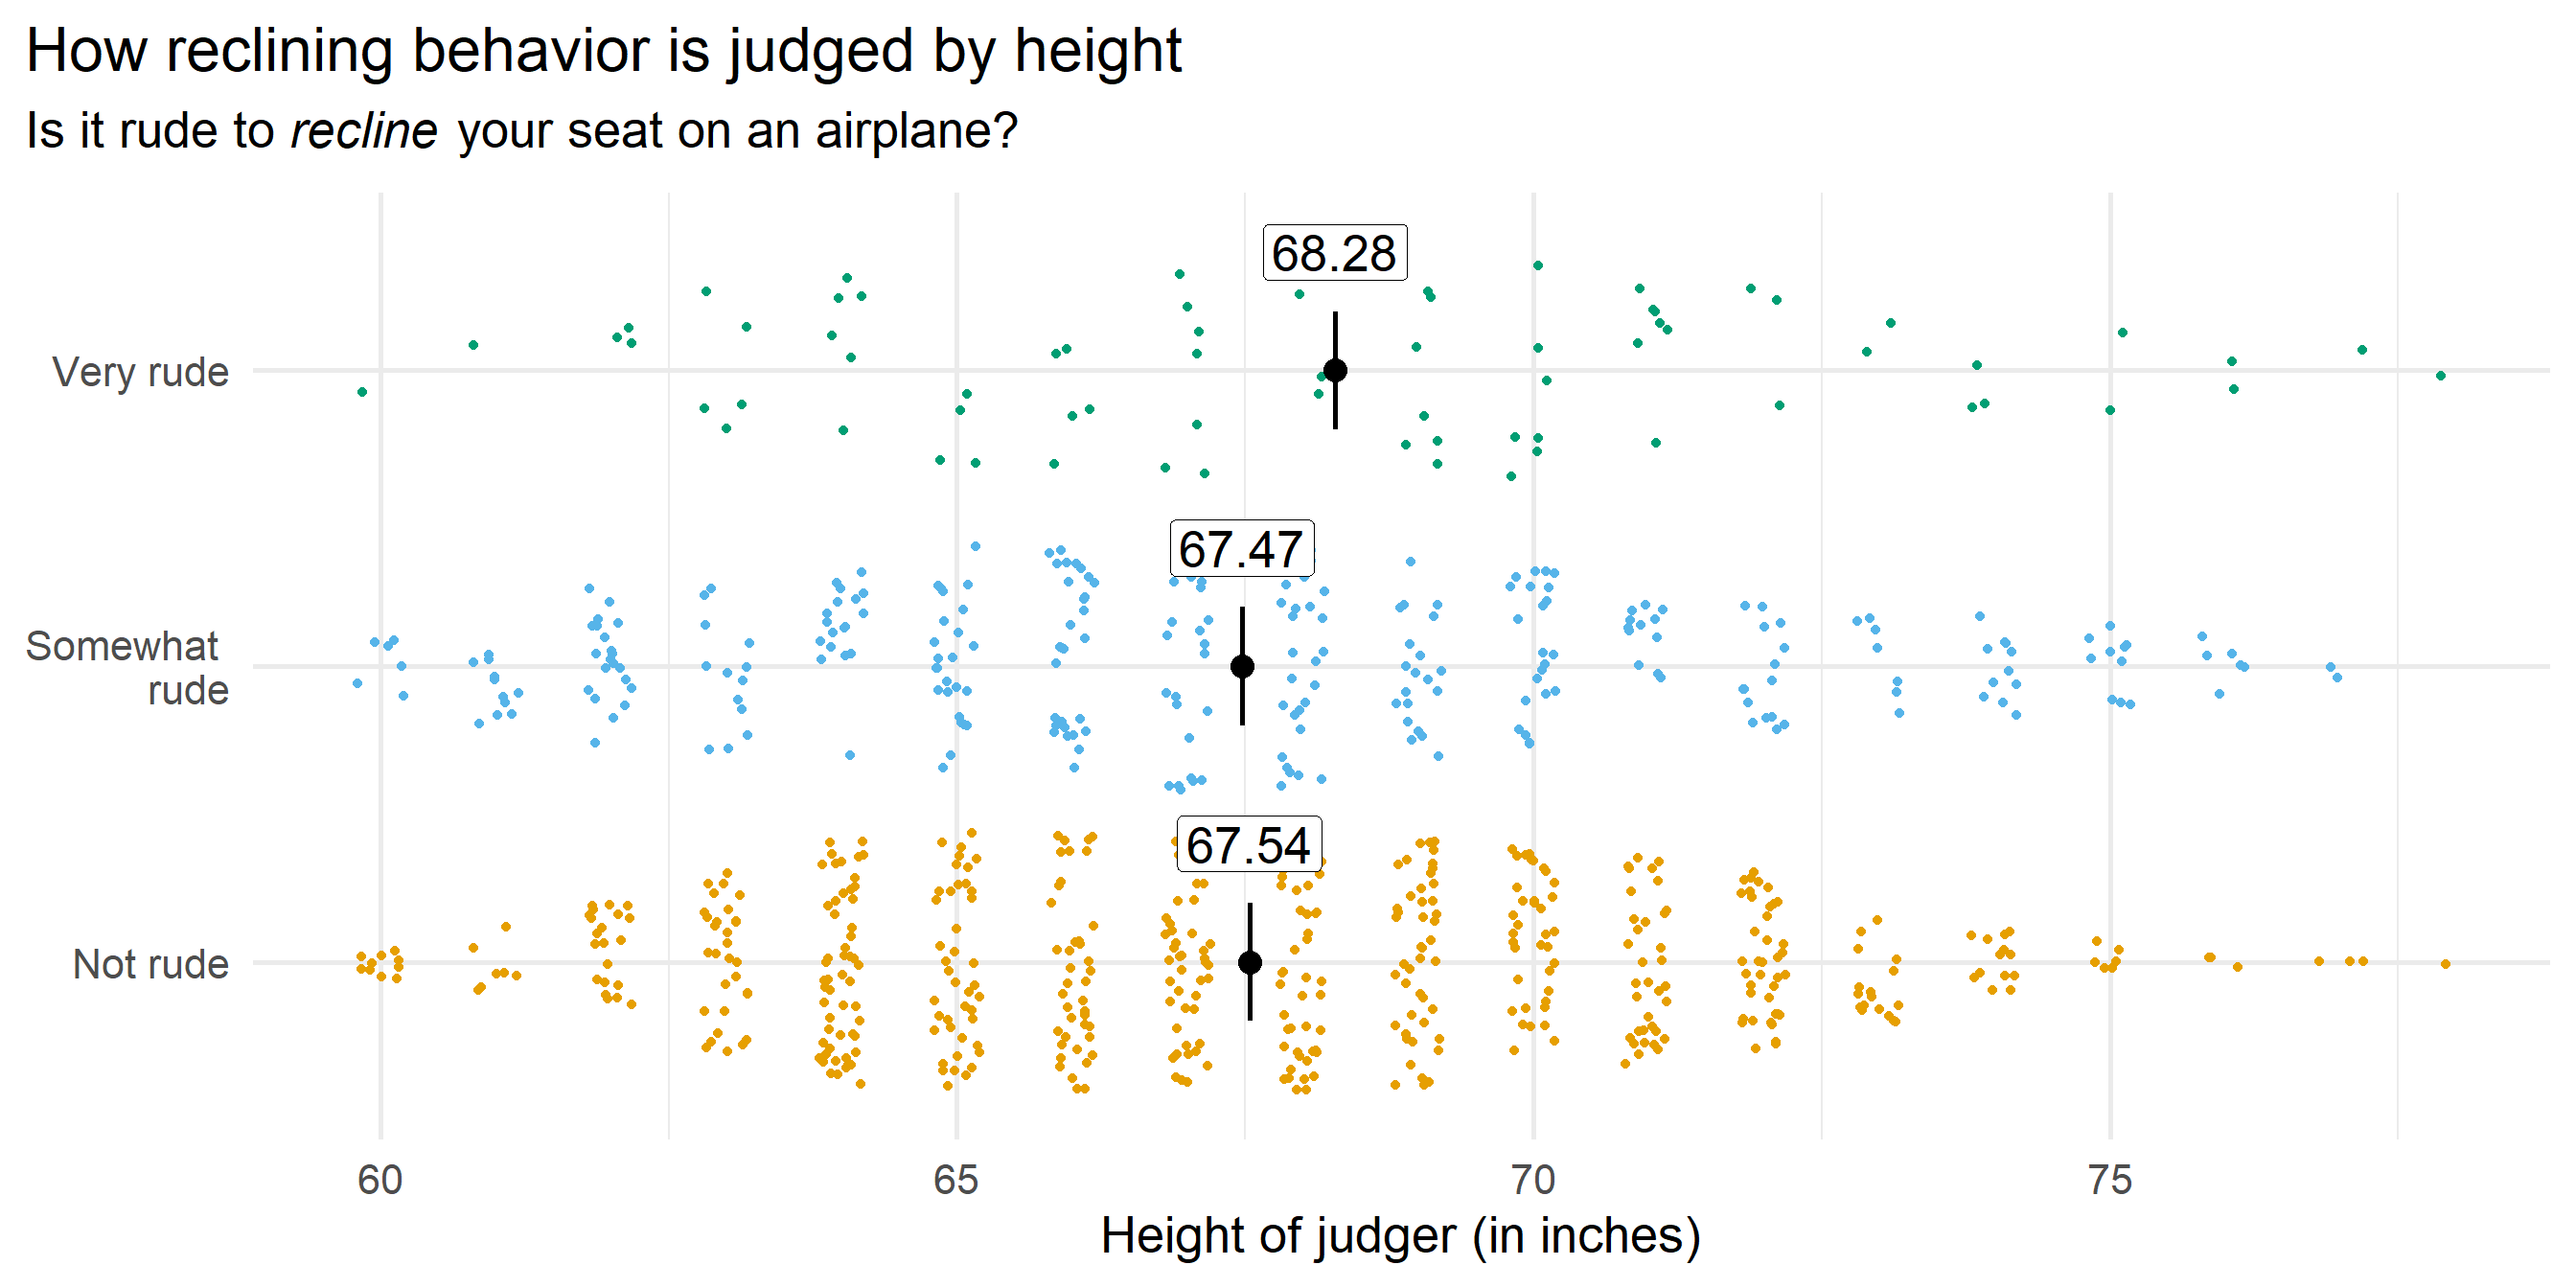 How reclining behavior is judged by height
Is it rude to recline your seat on an airplane?
68.28
Very rude
67.47
Somewhat
rude
67.54
Not rude
60
65
70
75
Height of judger (in inches)